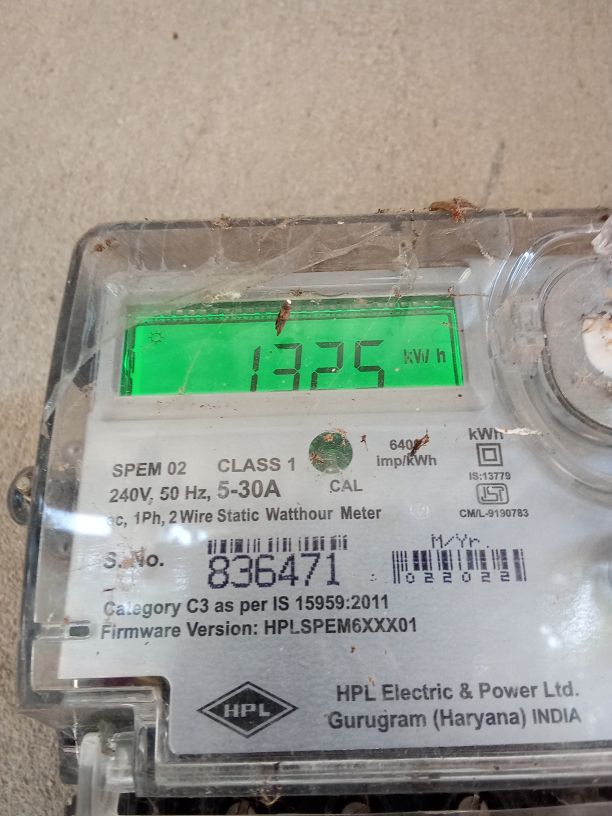 1325 kWh
SPEM 02 CLASS 1
imp/kWh
kWh
240V, 50 Hz, 5-30A CAL
IS:13779
ac, 1Ph, 2 Wire Static Watthour Meter
CM/L-9190783
M/Yr.
S. No. 836471
022022
Category C3 as per IS 15959:2011
Firmware Version: HPLSPEM6XXX01
HPL
HPL Electric & Power Ltd.
Gurugram (Haryana) INDIA